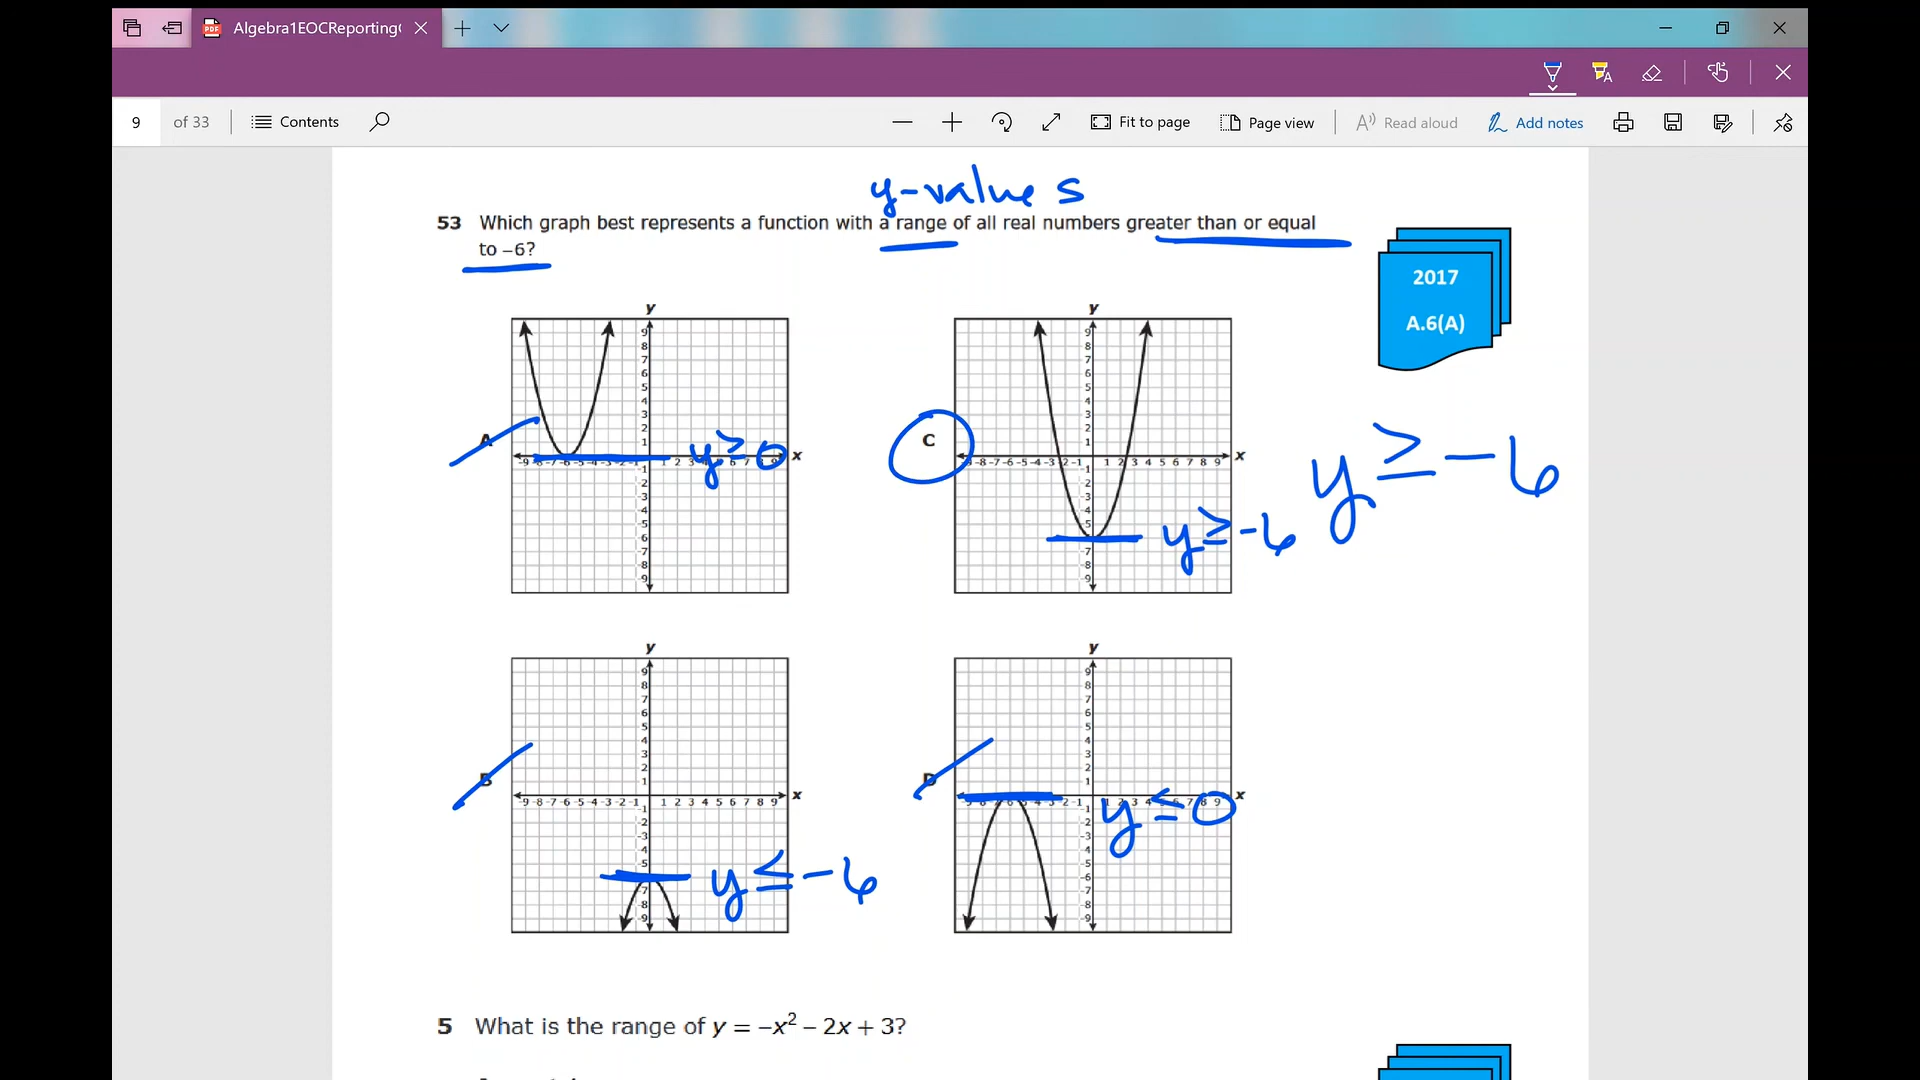 Algebra1EOCReporting(
9 of 33 Contents Fit to page Page view Read aloud Add notes
y-values
53 Which graph best represents a function with a range of all real numbers greater than or equal
to –6?
2017
A.6(A)
y
y
A
y≥0
x
C
x
y≥-6
y≥-6
y
y
B
x
y≤-6
D
x
y≤0
5 What is the range of y = –x² – 2x + 3?